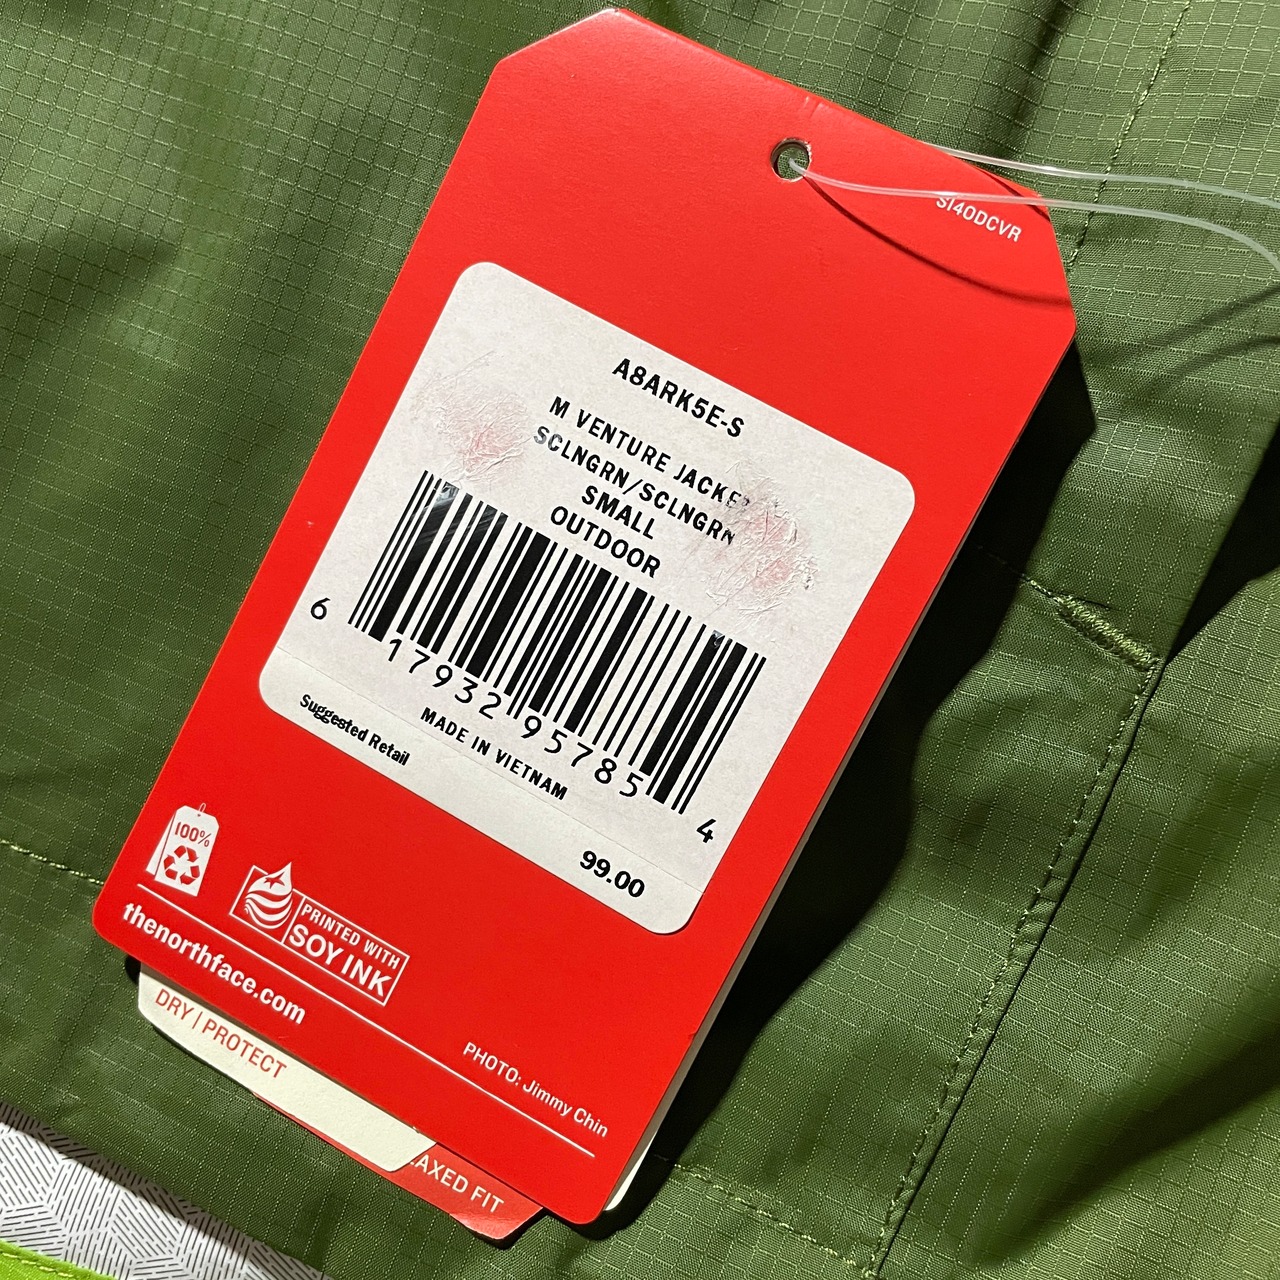 SI40DCVR
A8ARK5E-S
M VENTURE JACKET
SCLNGRN/SCLNGRN
SMALL
OUTDOOR
6 17932 95785 4
MADE IN VIETNAM
Suggested Retail
99.00
100%
PRINTED WITH
SOY INK
thenorthface.com
PHOTO: Jimmy Chin
DRY | PROTECT
AXED FIT